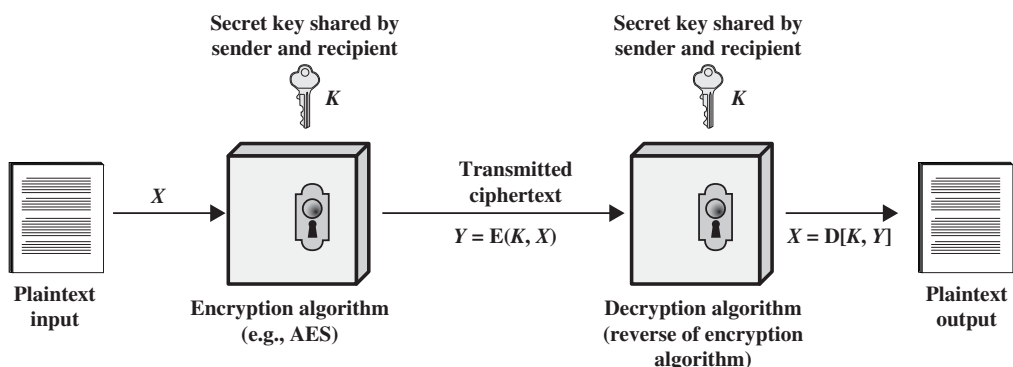 Secret key shared by
sender and recipient
K
Secret key shared by
sender and recipient
K
X
Transmitted
ciphertext
Y = E(K, X)
X = D[K, Y]
Plaintext
input
Encryption algorithm
(e.g., AES)
Decryption algorithm
(reverse of encryption
algorithm)
Plaintext
output